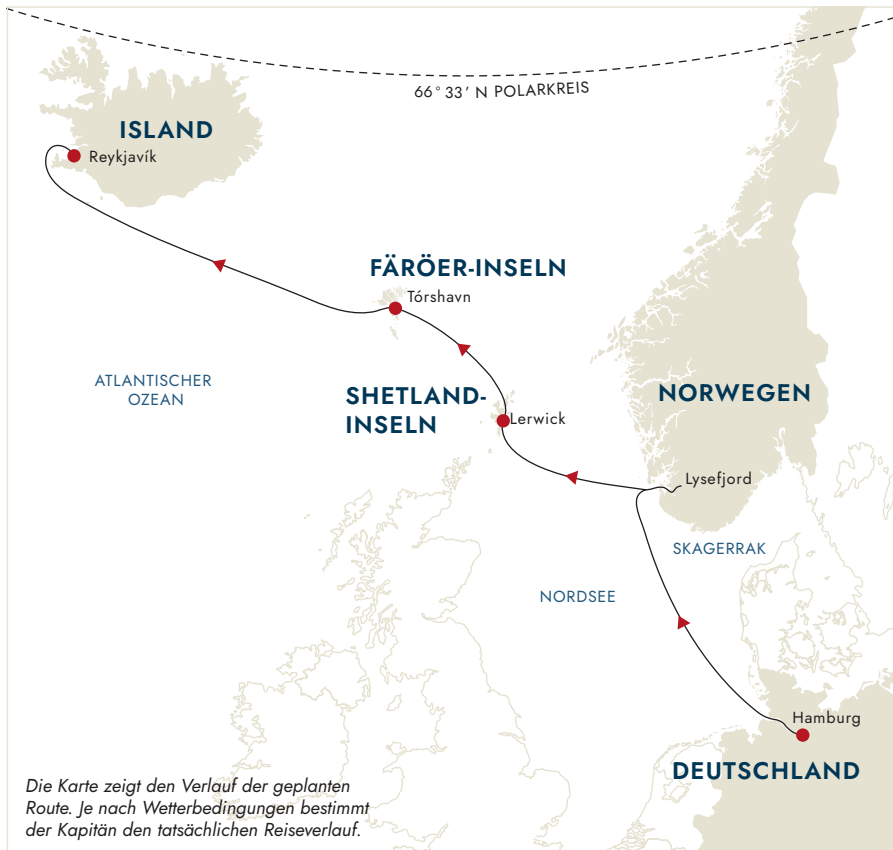 66° 33’ N POLARKREIS
ISLAND
Reykjavík
FÄRÖER-INSELN
Tórshavn
ATLANTISCHER
OZEAN
SHETLAND-
INSELN
Lerwick
NORWEGEN
Lysefjord
SKAGERRAK
NORDSEE
Hamburg
DEUTSCHLAND
Die Karte zeigt den Verlauf der geplanten
Route. Je nach Wetterbedingungen bestimmt
der Kapitän den tatsächlichen Reiseverlauf.